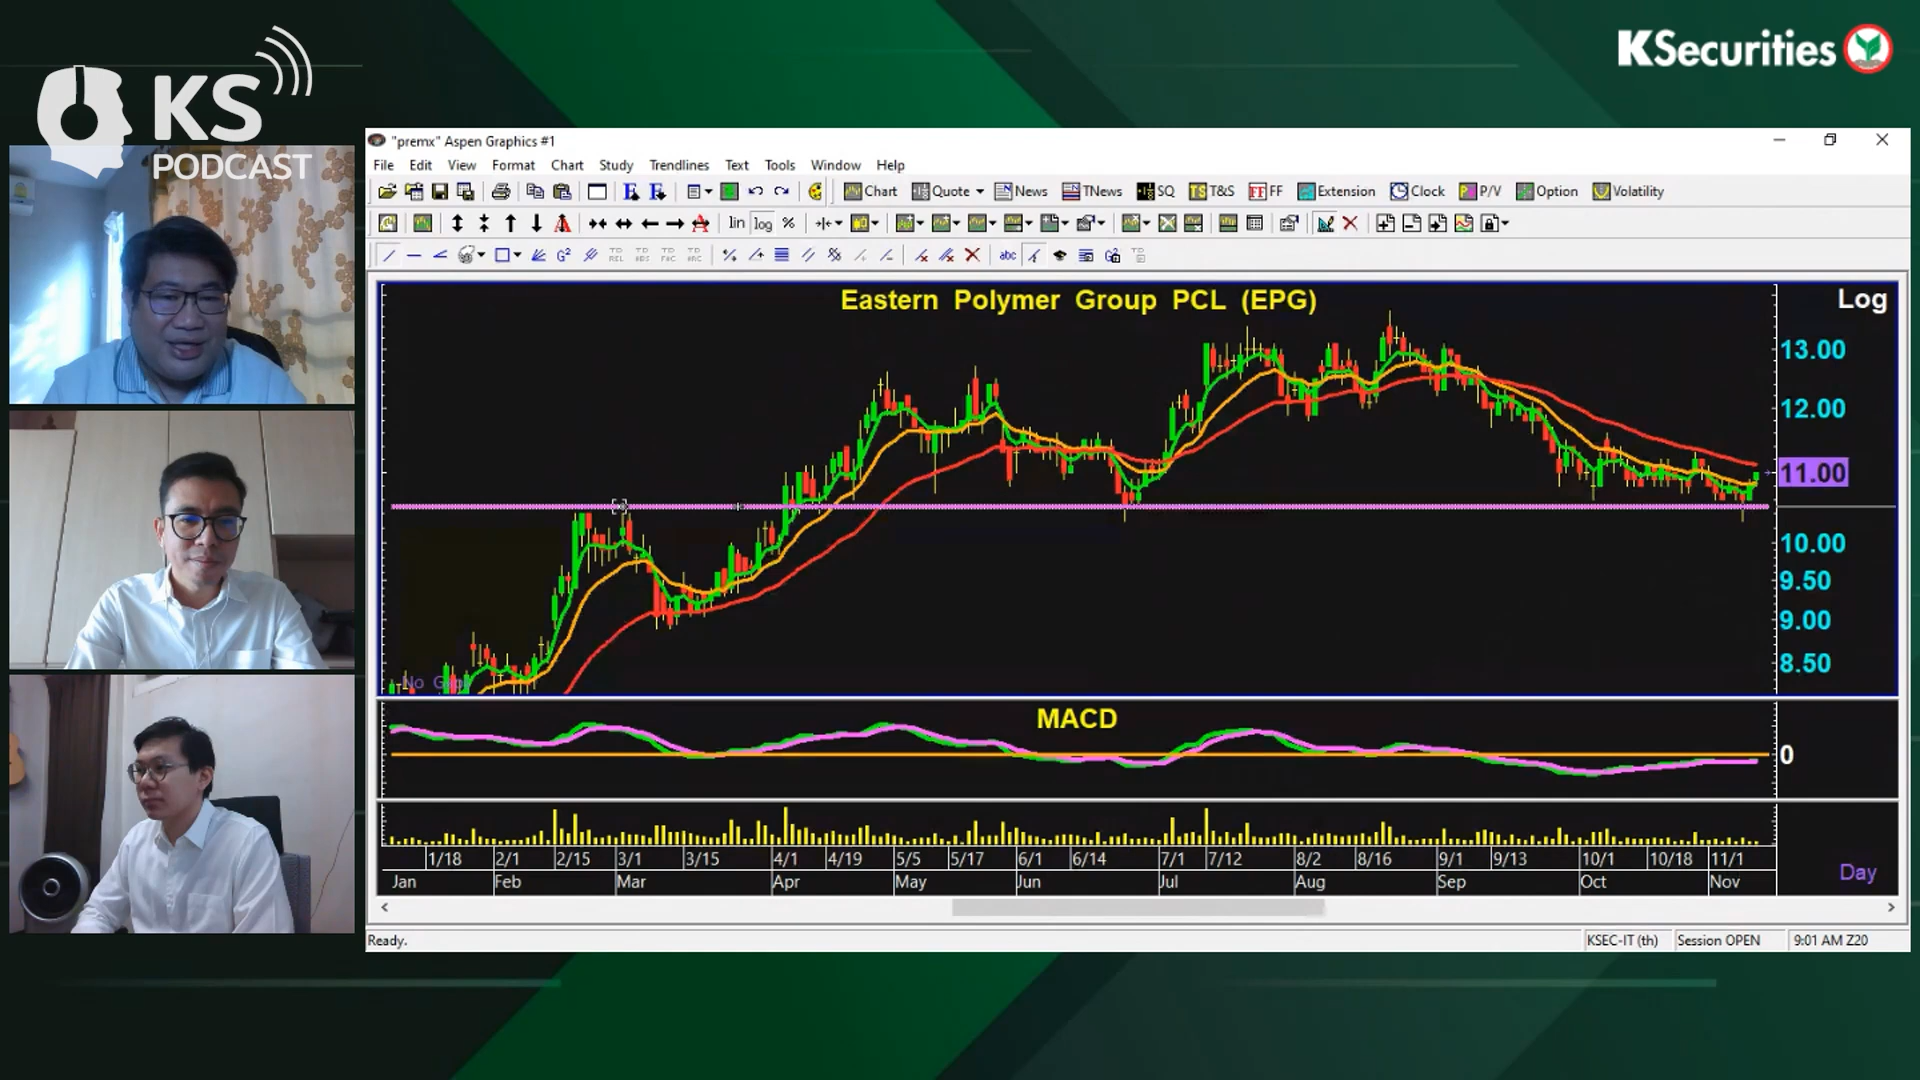 KS
PODCAST
KSecurities
"premx" Aspen Graphics #1
File Edit View Format Chart Study Trendlines Text Tools Window Help
Chart Quote News TNews SQ TS T&S FF FF Extension Clock P/V Option Volatility
lin log %
G² abc
Eastern Polymer Group PCL (EPG)
Log
13.00
12.00
11.00
10.00
9.50
9.00
8.50
MACD
0
1/18 2/1 2/15 3/1 3/15 4/1 4/19 5/5 5/17 6/1 6/14 7/1 7/12 8/2 8/16 9/1 9/13 10/1 10/18 11/1
Jan Feb Mar Apr May Jun Jul Aug Sep Oct Nov
Day
Ready.
KSEC-IT (th) Session OPEN 9:01 AM Z20